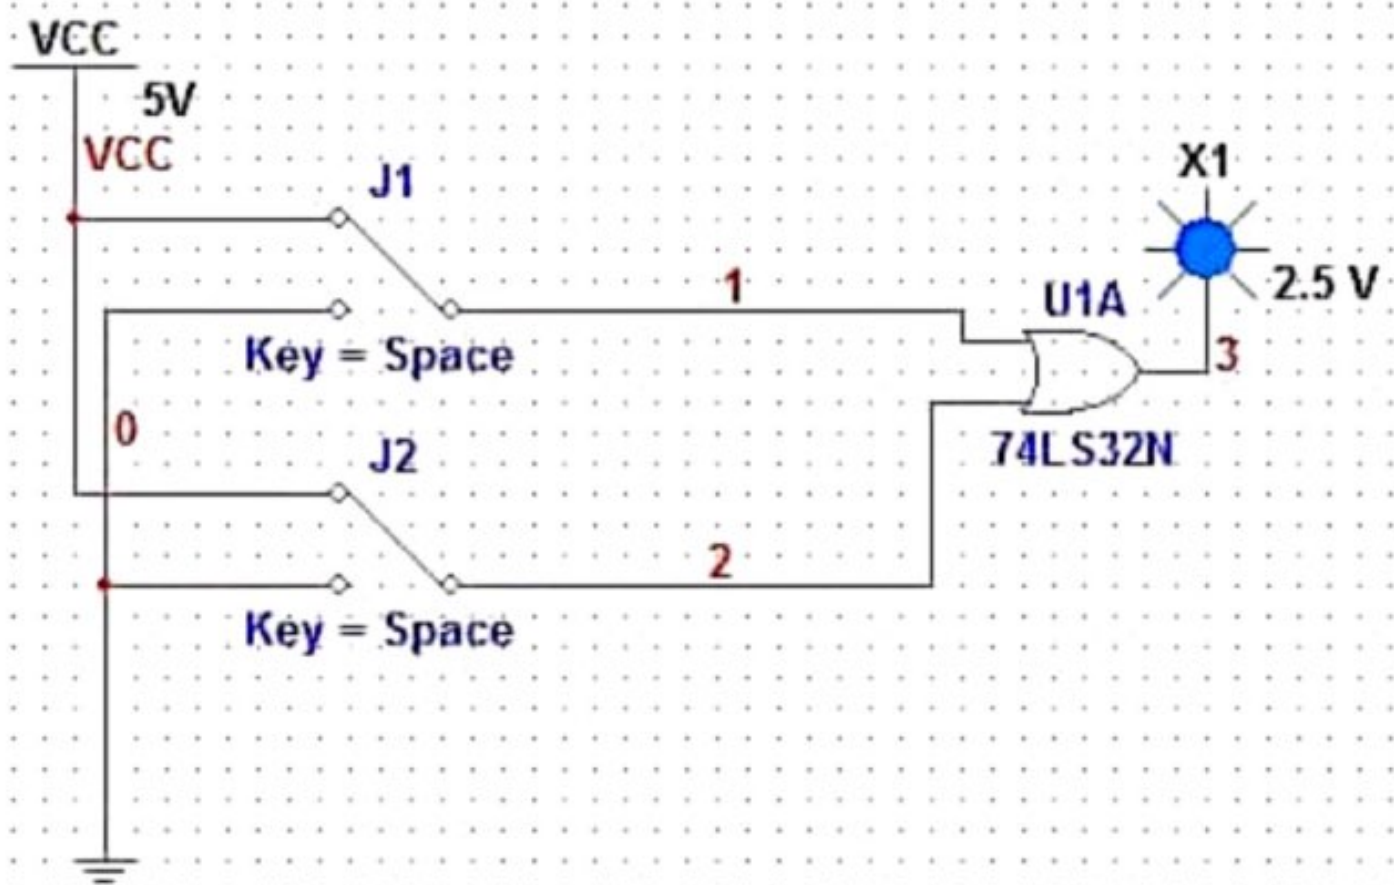 VCC
5V
VCC
J1
X1
1
2.5 V
U1A
Key = Space
3
0
J2
74LS32N
2
Key = Space